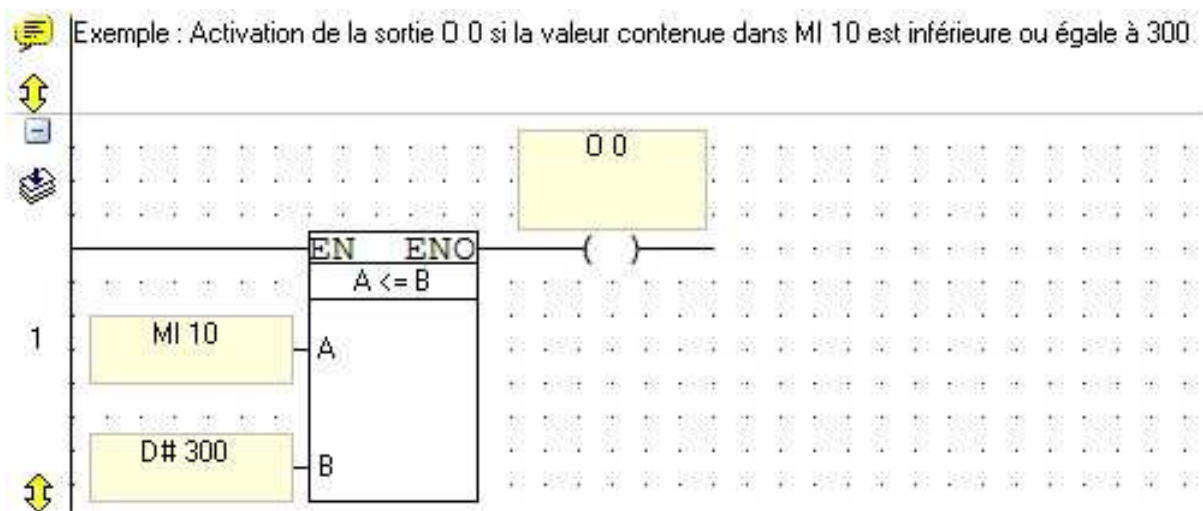 Exemple : Activation de la sortie O 0 si la valeur contenue dans MI 10 est inférieure ou égale à 300
O 0
EN ENO
A <= B
1
MI 10
A
D# 300
B